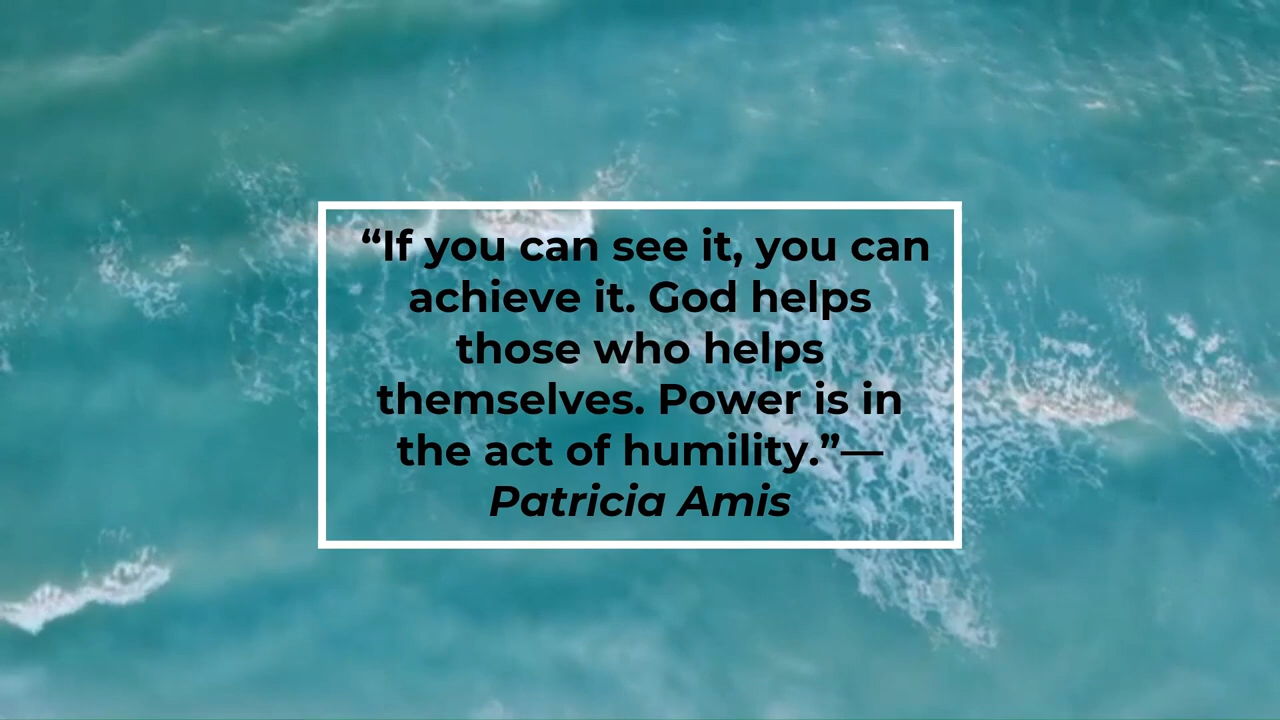 “If you can see it, you can
achieve it. God helps
those who helps
themselves. Power is in
the act of humility.”—
Patricia Amis